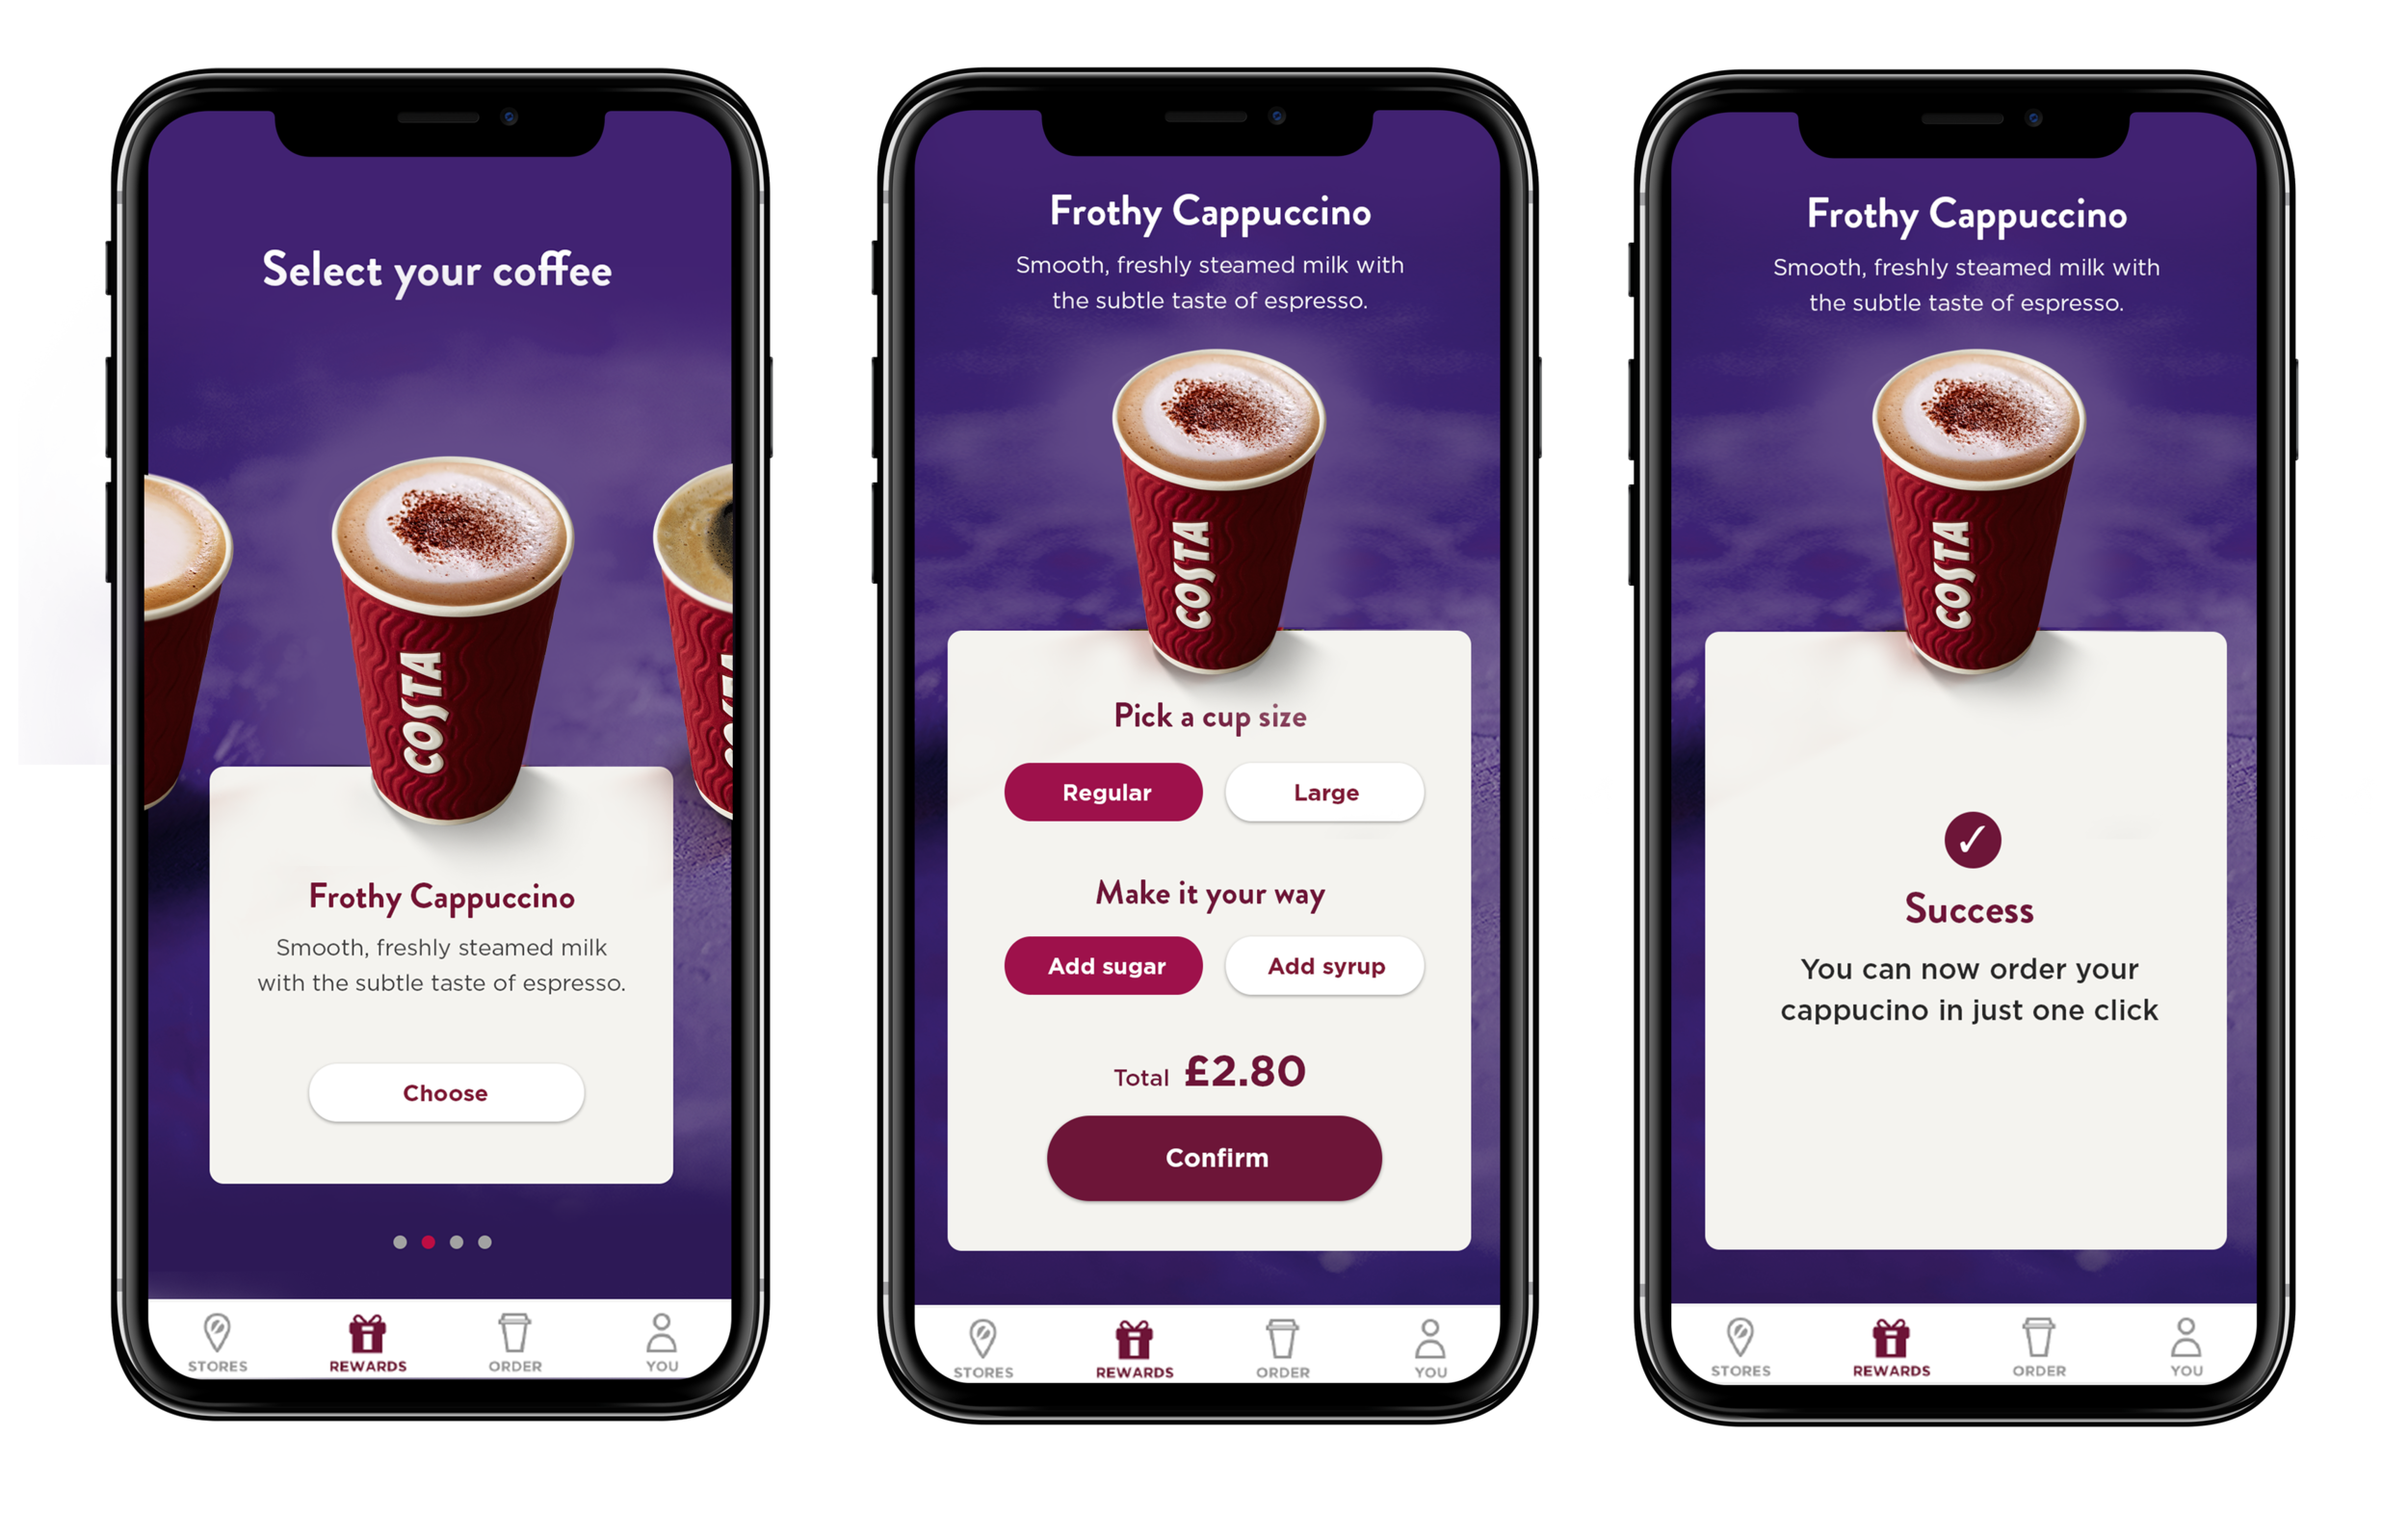 Select your coffee
COSTA
Frothy Cappuccino
Smooth, freshly steamed milk
with the subtle taste of espresso.
Choose
STORES
REWARDS
ORDER
YOU
Frothy Cappuccino
Smooth, freshly steamed milk with
the subtle taste of espresso.
COSTA
Pick a cup size
Regular
Large
Make it your way
Add sugar
Add syrup
Total £2.80
Confirm
STORES
REWARDS
ORDER
YOU
Frothy Cappuccino
Smooth, freshly steamed milk with
the subtle taste of espresso.
COSTA
Success
You can now order your
cappucino in just one click
STORES
REWARDS
ORDER
YOU